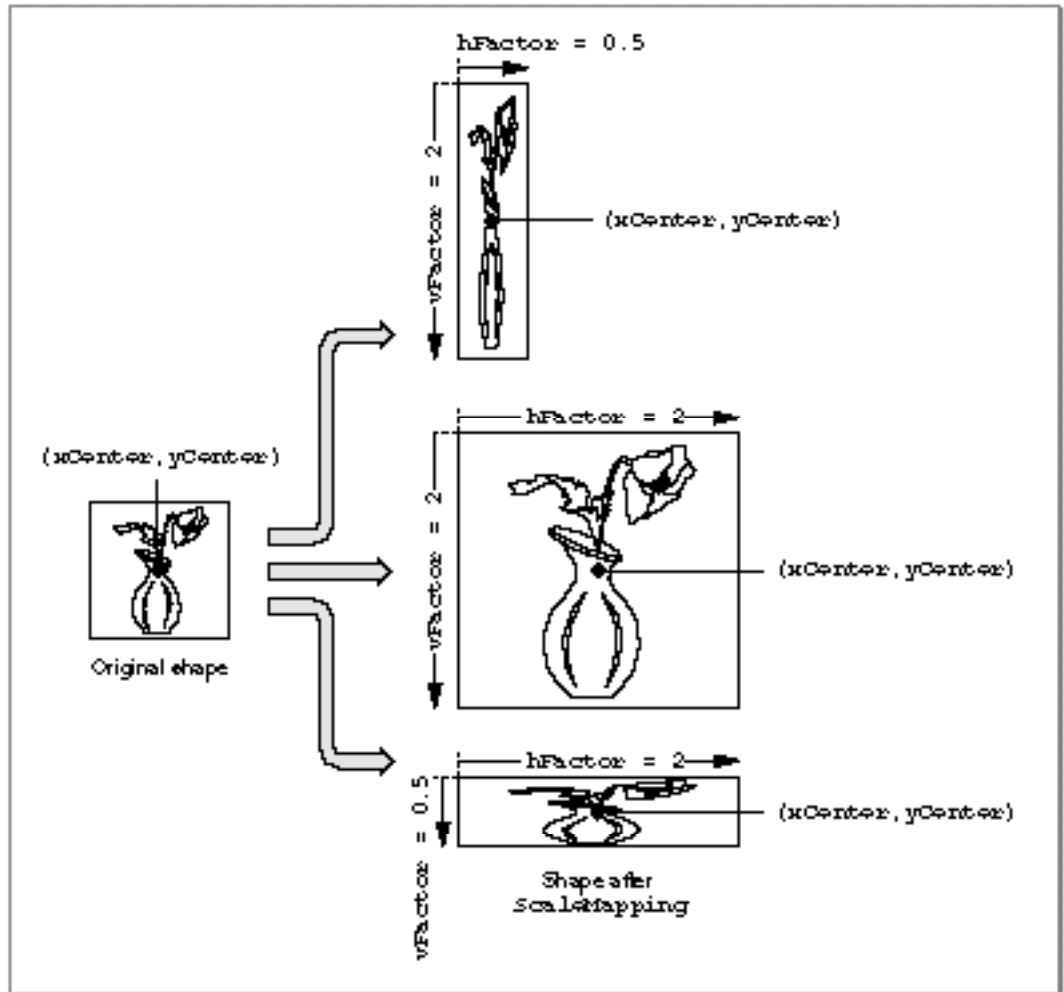 hFactor = 0.5
vFactor = 2
(xCenter,yCenter)
hFactor = 2
(xCenter,yCenter)
vFactor = 2
(xCenter,yCenter)
Original shape
hFactor = 2
vFactor = 0.5
(xCenter,yCenter)
Shape after
ScaleMapping